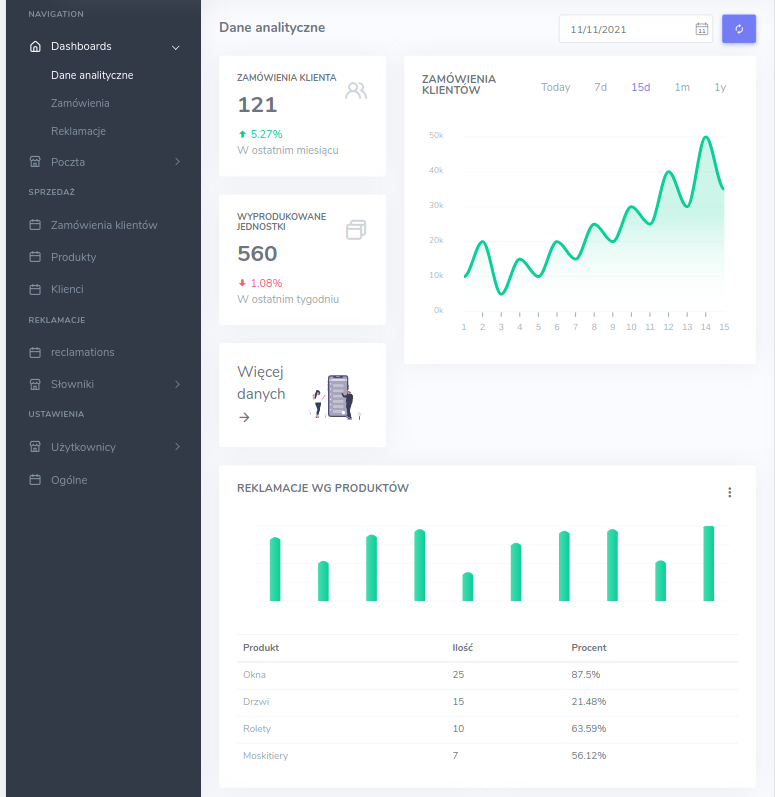 NAVIGATION
Dashboards
Dane analityczne
Zamówienia
Reklamacje
Poczta
SPRZEDAŻ
Zamówienia klientów
Produkty
Klienci
REKLAMACJE
reclamations
Słowniki
USTAWIENIA
Użytkownicy
Ogólne
Dane analityczne
11/11/2021
11
ZAMÓWIENIA KLIENTA
121
5.27%
W ostatnim miesiącu
WYPRODUKOWANE
JEDNOSTKI
560
1.08%
W ostatnim tygodniu
Więcej
danych
ZAMÓWIENIA
KLIENTÓW
Today 7d 15d 1m 1y
50k
40k
30k
20k
10k
0k
1 2 3 4 5 6 7 8 9 10 11 12 13 14 15
REKLAMACJE WG PRODUKTÓW
Produkt Ilość Procent
Okna 25 87.5%
Drzwi 15 21.48%
Rolety 10 63.59%
Moskitiery 7 56.12%